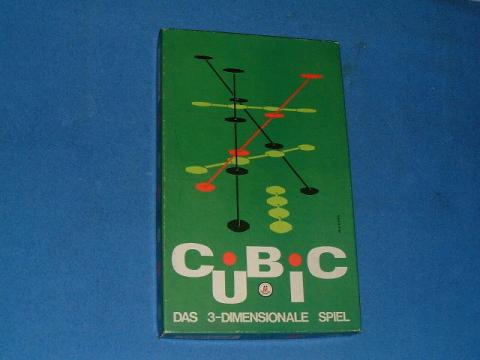 CUBiC
DAS 3-DIMENSIONALE SPIEL